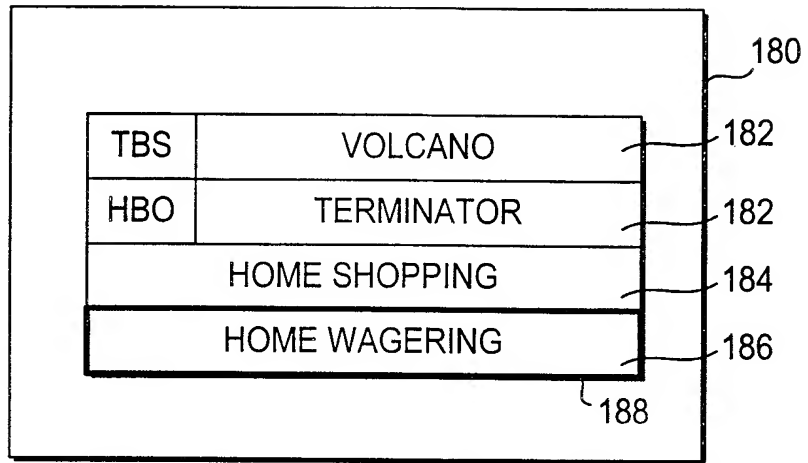 180
TBS VOLCANO 182
HBO TERMINATOR 182
HOME SHOPPING 184
HOME WAGERING 186
188